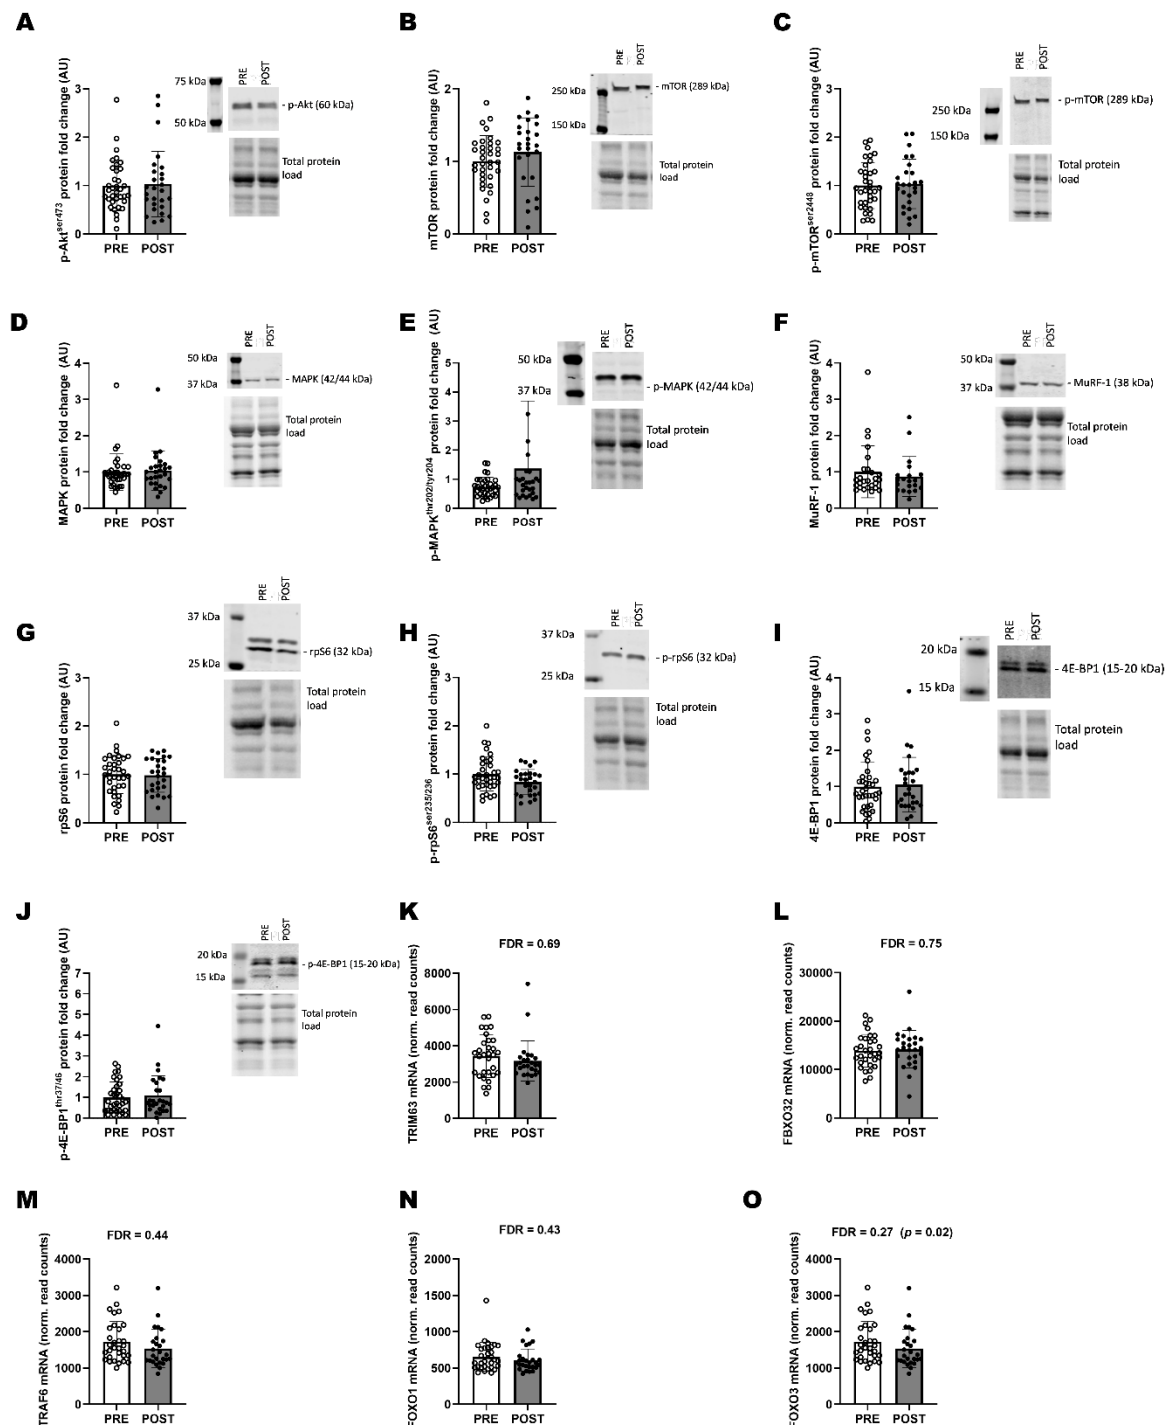 A
p-Akt^ser473 protein fold change (AU)
4
3
2
1
0
PRE
POST
75 kDa
50 kDa
PRE
POST
- p-Akt (60 kDa)
Total protein
load
B
mTOR protein fold change (AU)
2
1
0
PRE
POST
250 kDa
150 kDa
PRE
POST
- mTOR (289 kDa)
Total protein
load
C
p-mTOR^ser2448 protein fold change (AU)
3
2
1
0
PRE
POST
250 kDa
150 kDa
PRE
POST
- p-mTOR (289 kDa)
Total protein
load
D
MAPK protein fold change (AU)
4
3
2
1
0
PRE
POST
50 kDa
37 kDa
PRE
POST
- MAPK (42/44 kDa)
Total protein
load
E
p-MAPK^thr202/tyr204 protein fold change (AU)
5
4
3
2
1
0
PRE
POST
50 kDa
37 kDa
PRE
POST
- p-MAPK (42/44 kDa)
Total protein
load
F
MuRF-1 protein fold change (AU)
4
3
2
1
0
PRE
POST
50 kDa
37 kDa
PRE
POST
- MuRF-1 (38 kDa)
Total protein
load
G
rpS6 protein fold change (AU)
3
2
1
0
PRE
POST
37 kDa
25 kDa
PRE
POST
- rpS6 (32 kDa)
Total protein
load
H
p-rpS6^ser235/236 protein fold change (AU)
3
2
1
0
PRE
POST
37 kDa
25 kDa
PRE
POST
- p-rpS6 (32 kDa)
Total protein
load
I
4E-BP1 protein fold change (AU)
4
3
2
1
0
PRE
POST
20 kDa
15 kDa
PRE
POST
- 4E-BP1 (15-20 kDa)
Total protein
load
J
p-4E-BP1^thr37/46 protein fold change (AU)
7
6
5
4
3
2
1
0
PRE
POST
20 kDa
15 kDa
PRE
POST
- p-4E-BP1 (15-20 kDa)
Total protein
load
K
FDR = 0.69
TRIM63 mRNA (norm. read counts)
8000
6000
4000
2000
0
PRE
POST
L
FDR = 0.75
FBXO32 mRNA (norm. read counts)
30000
20000
10000
0
PRE
POST
M
FDR = 0.44
TRAF6 mRNA (norm. read counts)
4000
3000
2000
1000
0
PRE
POST
N
FDR = 0.43
FOXO1 mRNA (norm. read counts)
2000
1500
1000
500
0
PRE
POST
O
FDR = 0.27 (p = 0.02)
FOXO3 mRNA (norm. read counts)
4000
3000
2000
1000
0
PRE
POST